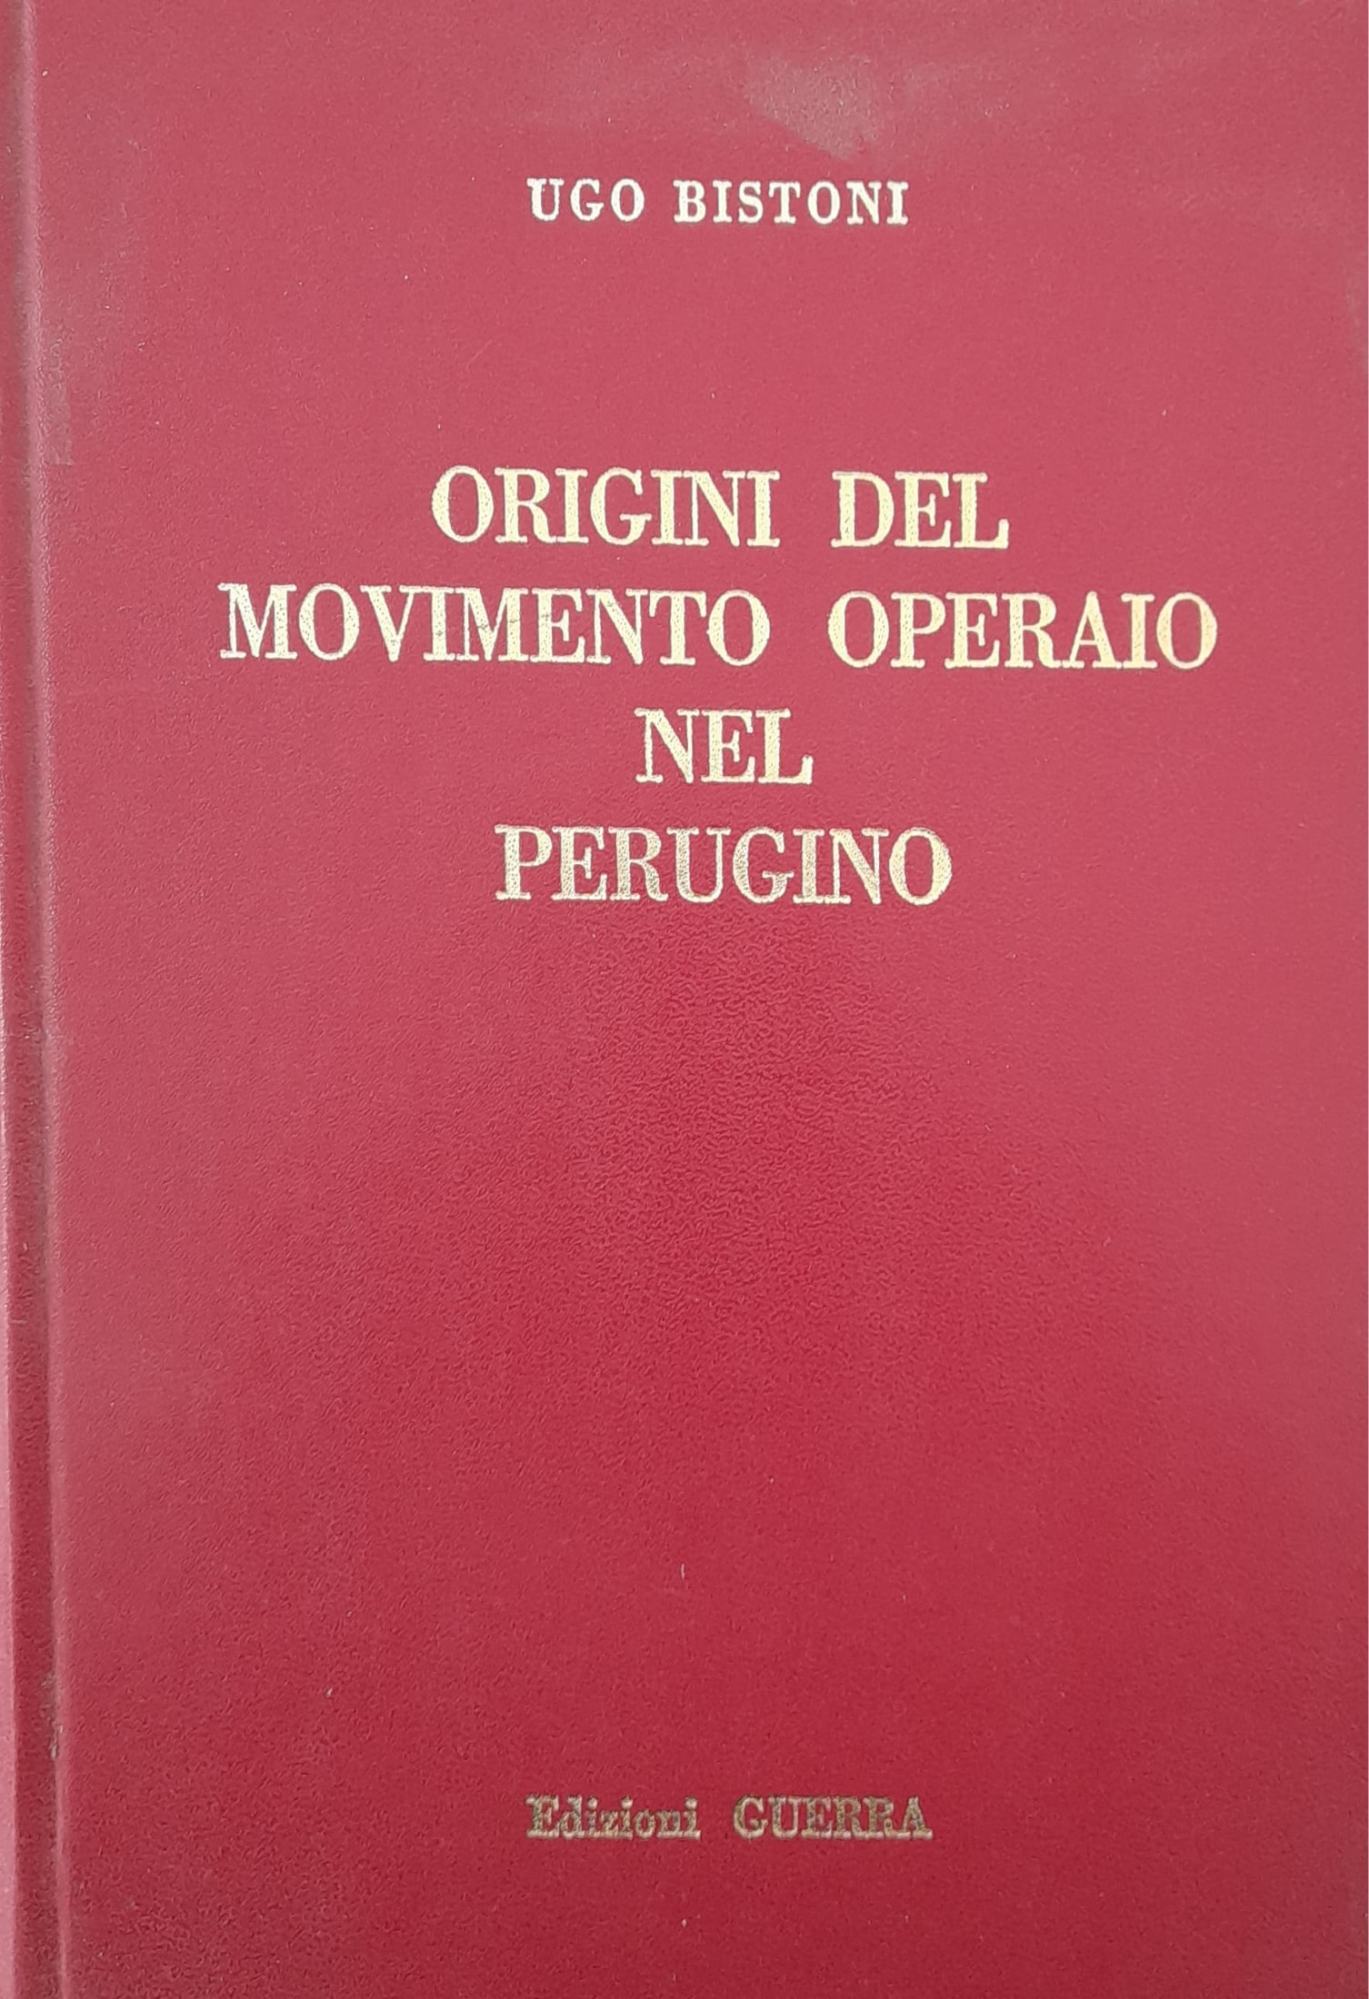 UGO BISTONI
ORIGINI DEL
MOVIMENTO OPERAIO
NEL
PERUGINO
Edizioni GUERRA